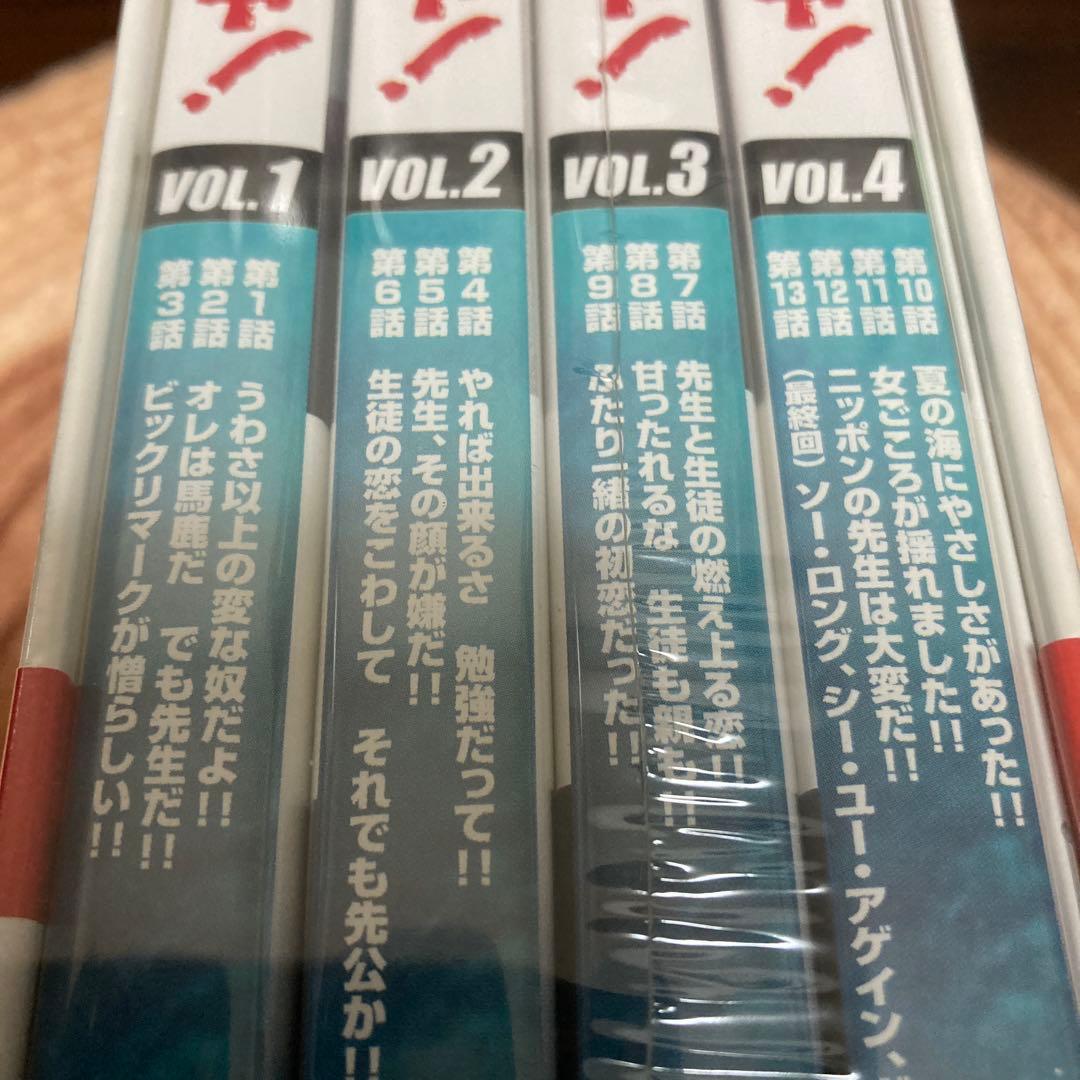 VOL.1
第1話 うわさ以上の変な奴だよ!!
第2話 オレは馬鹿だ でも先生だ!!
第3話 ビックリマークが憎らしい!!
VOL.2
第4話 やれば出来るさ 勉強だって!!
第5話 先生、その顔が嫌だ!!
第6話 生徒の恋をこわして それでも先公か!!
VOL.3
第7話 先生と生徒の燃え上る恋!!
第8話 甘ったれるな 生徒も親も!!
第9話 ふたり一緒の初恋だった!!
VOL.4
第10話 夏の海にやさしさがあった!!
第11話 女ごころが揺れました!!
第12話 ニッポンの先生は大変だ!!
第13話 (最終回) ソー・ロング、シー・ユー・アゲイン、